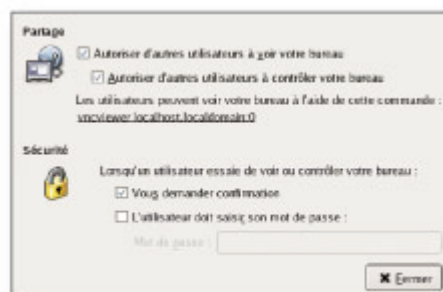 Partage
Autoriser d'autres utilisateurs à voir votre bureau
Autoriser d'autres utilisateurs à contrôler votre bureau
Les utilisateurs peuvent voir votre bureau à l'aide de cette commande :
vncviewer localhost.localdomain:0
Sécurité
Lorsqu'un utilisateur essaie de voir ou contrôler votre bureau :
Vous demander confirmation
L'utilisateur doit saisir son mot de passe :
Mot de passe :
Fermer